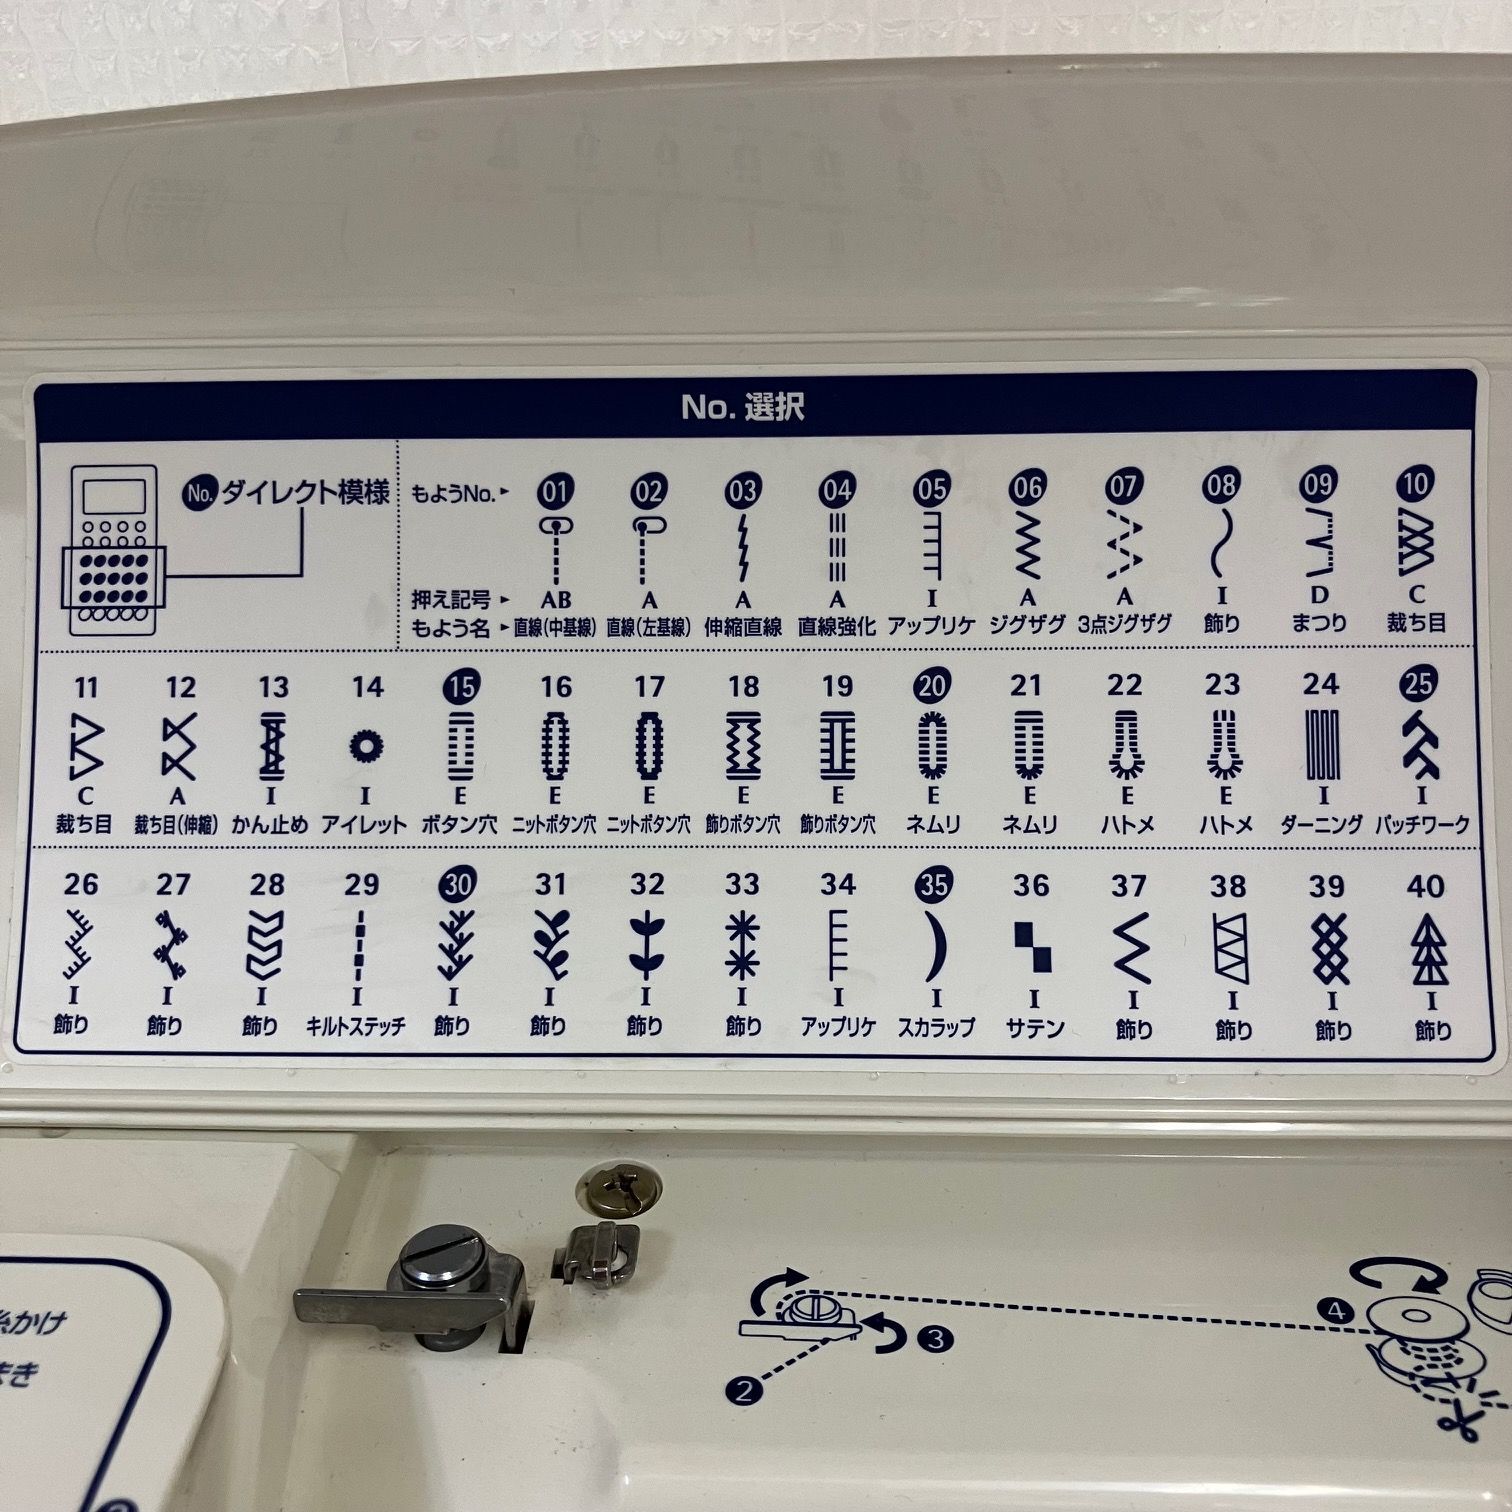 No. 選択
No. ダイレクト模様
もようNo. 01 02 03 04 05 06 07 08 09 10
押え記号 AB A A A I A A I D C
もよう名 直線(中基線) 直線(左基線) 伸縮直線 直線強化 アップリケ ジグザグ 3点ジグザグ 飾り まつり 裁ち目
11 12 13 14 15 16 17 18 19 20 21 22 23 24 25
C A I I E E E E E E E E E I I
裁ち目 裁ち目(伸縮) かん止め アイレット ボタン穴 ニットボタン穴 ニットボタン穴 飾りボタン穴 飾りボタン穴 ネムリ ネムリ ハトメ ハトメ ダーニング パッチワーク
26 27 28 29 30 31 32 33 34 35 36 37 38 39 40
I I I I I I I I I I I I I I I
飾り 飾り 飾り キルトステッチ 飾り 飾り 飾り 飾り アップリケ スカラップ サテン 飾り 飾り 飾り 飾り
糸かけ
まき
2
3
4